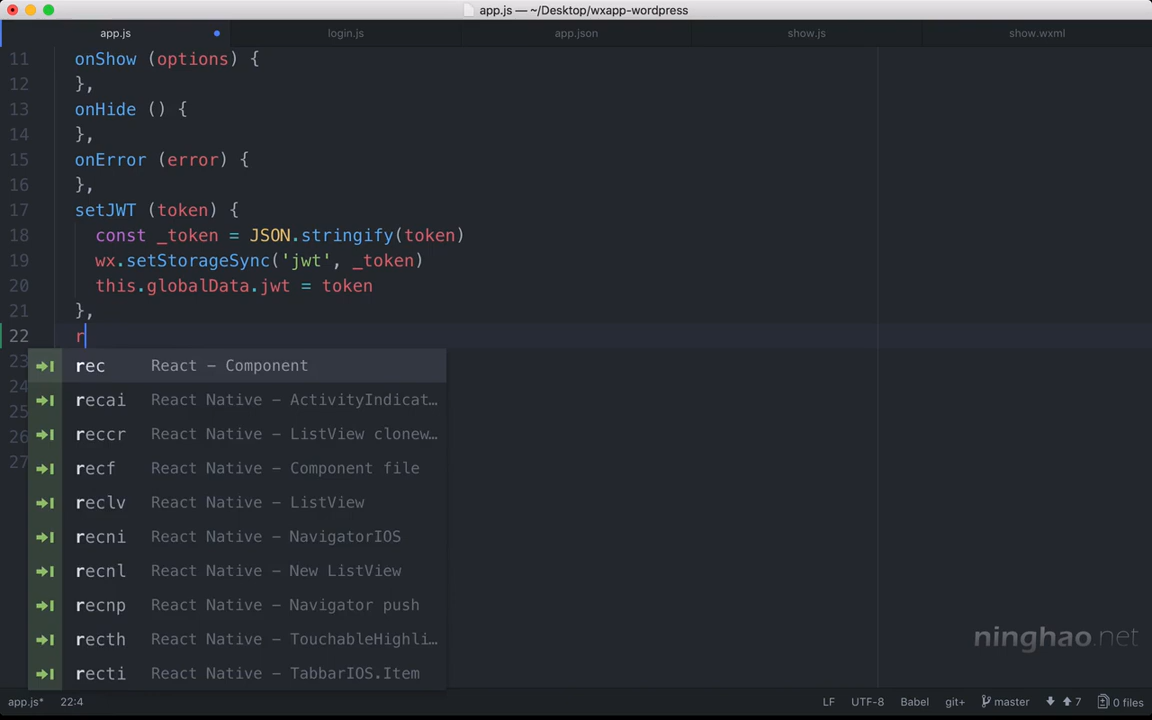 app.js — ~/Desktop/wxapp-wordpress
app.js login.js app.json show.js show.wxml
11 onShow (options) {
12 },
13 onHide () {
14 },
15 onError (error) {
16 },
17 setJWT (token) {
18 const _token = JSON.stringify(token)
19 wx.setStorageSync('jwt', _token)
20 this.globalData.jwt = token
21 },
22 r
23
24
25
26
27
rec React – Component
recai React Native – ActivityIndicat…
reccr React Native – ListView clonew…
recf React Native – Component file
reclv React Native – ListView
recni React Native – NavigatorIOS
recnl React Native – New ListView
recnp React Native – Navigator push
recth React Native – TouchableHighli…
recti React Native – TabbarIOS.Item
ninghao.net
app.js* 22:4 LF UTF-8 Babel git+ master 7 0 files